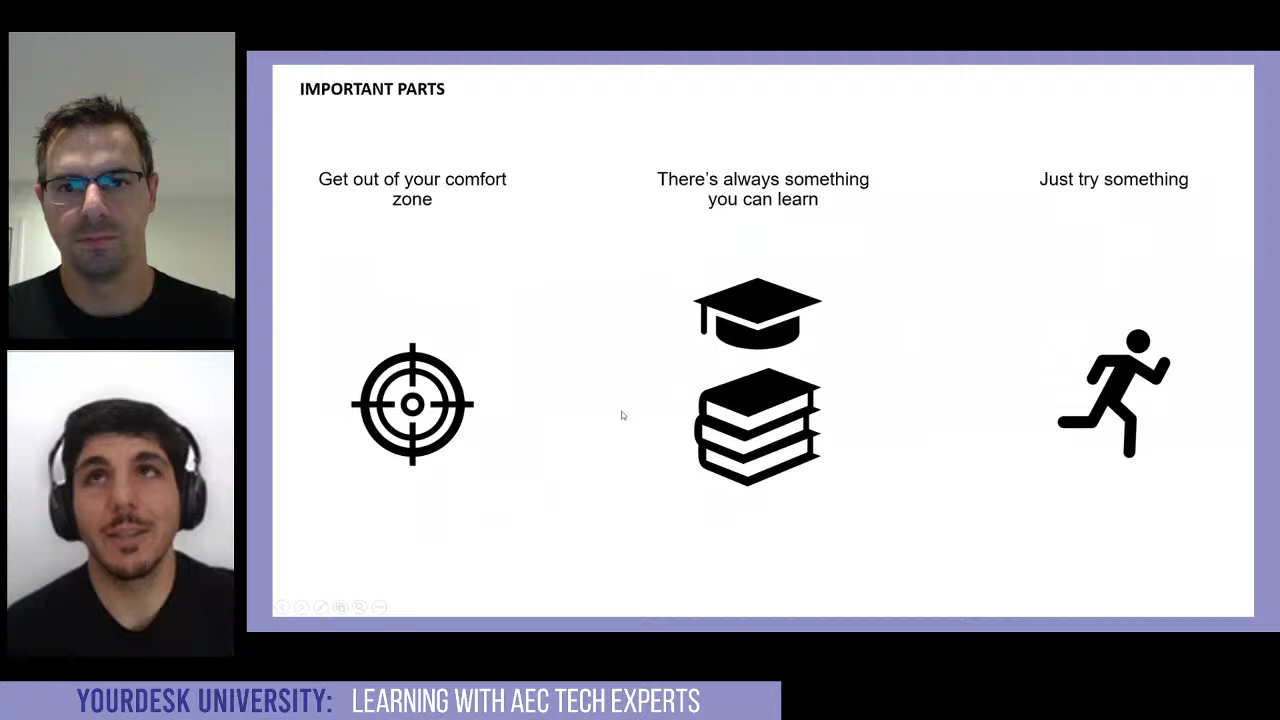 IMPORTANT PARTS
Get out of your comfort
zone
There's always something
you can learn
Just try something
YOURDESK UNIVERSITY: LEARNING WITH AEC TECH EXPERTS